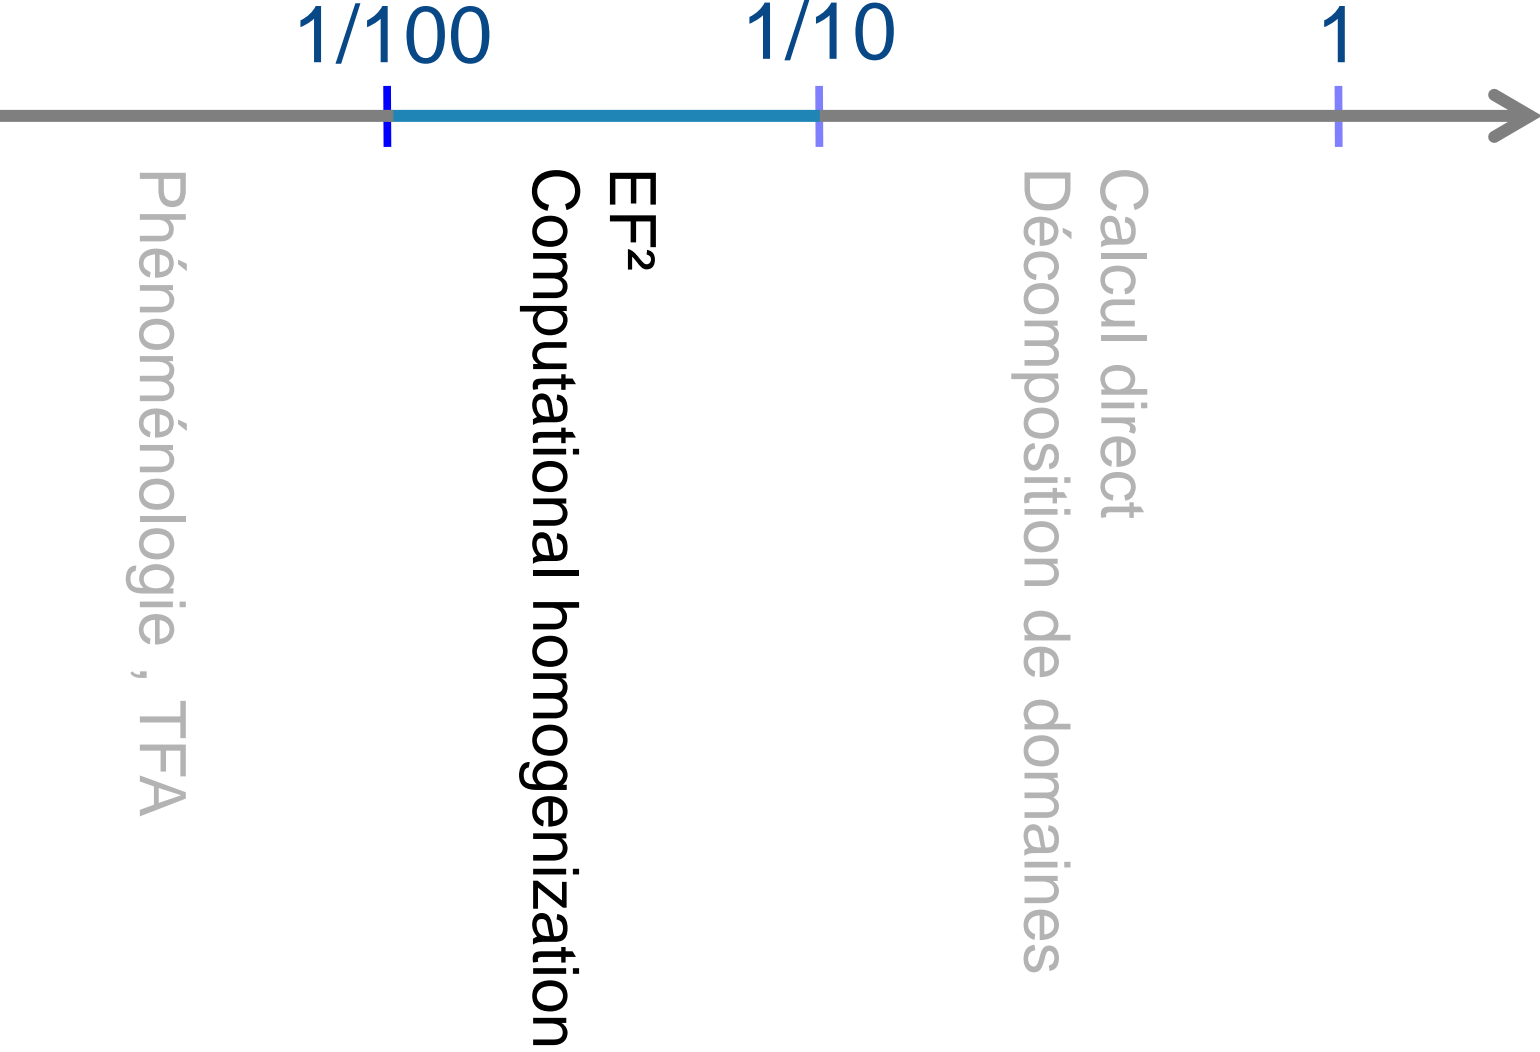 1/100
1/10
1
Phénoménologie , TFA
EF²
Computational homogenization
Calcul direct
Décomposition de domaines